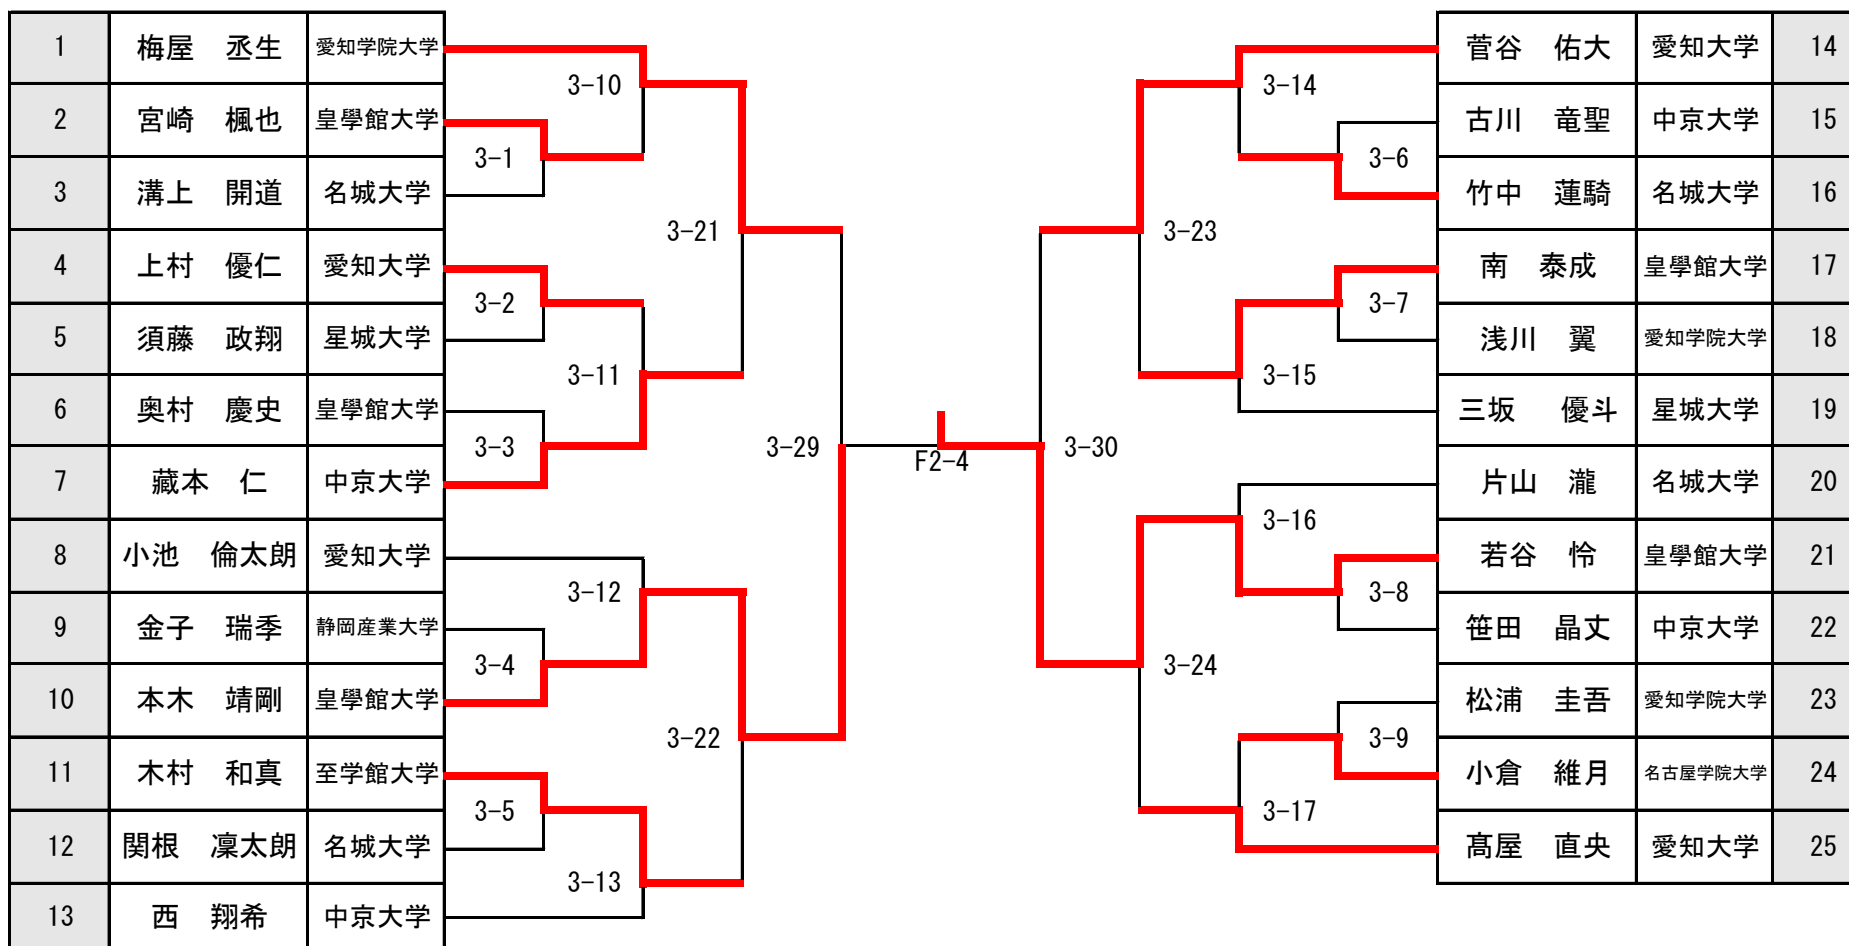 1 梅屋 丞生 愛知学院大学
2 宮崎 楓也 皇學館大学
3 溝上 開道 名城大学
4 上村 優仁 愛知大学
5 須藤 政翔 星城大学
6 奥村 慶史 皇學館大学
7 藏本 仁 中京大学
8 小池 倫太朗 愛知大学
9 金子 瑞季 静岡産業大学
10 本木 靖剛 皇學館大学
11 木村 和真 至学館大学
12 関根 凜太朗 名城大学
13 西 翔希 中京大学
3-10
3-1
3-21
3-2
3-11
3-3
3-29
3-12
3-4
3-22
3-5
3-13
F2-4
3-14
3-6
3-23
3-7
3-15
3-30
3-16
3-8
3-24
3-9
3-17
菅谷 佑大 愛知大学 14
古川 竜聖 中京大学 15
竹中 蓮騎 名城大学 16
南 泰成 皇學館大学 17
浅川 翼 愛知学院大学 18
三坂 優斗 星城大学 19
片山 瀧 名城大学 20
若谷 怜 皇學館大学 21
笹田 晶丈 中京大学 22
松浦 圭吾 愛知学院大学 23
小倉 維月 名古屋学院大学 24
髙屋 直央 愛知大学 25